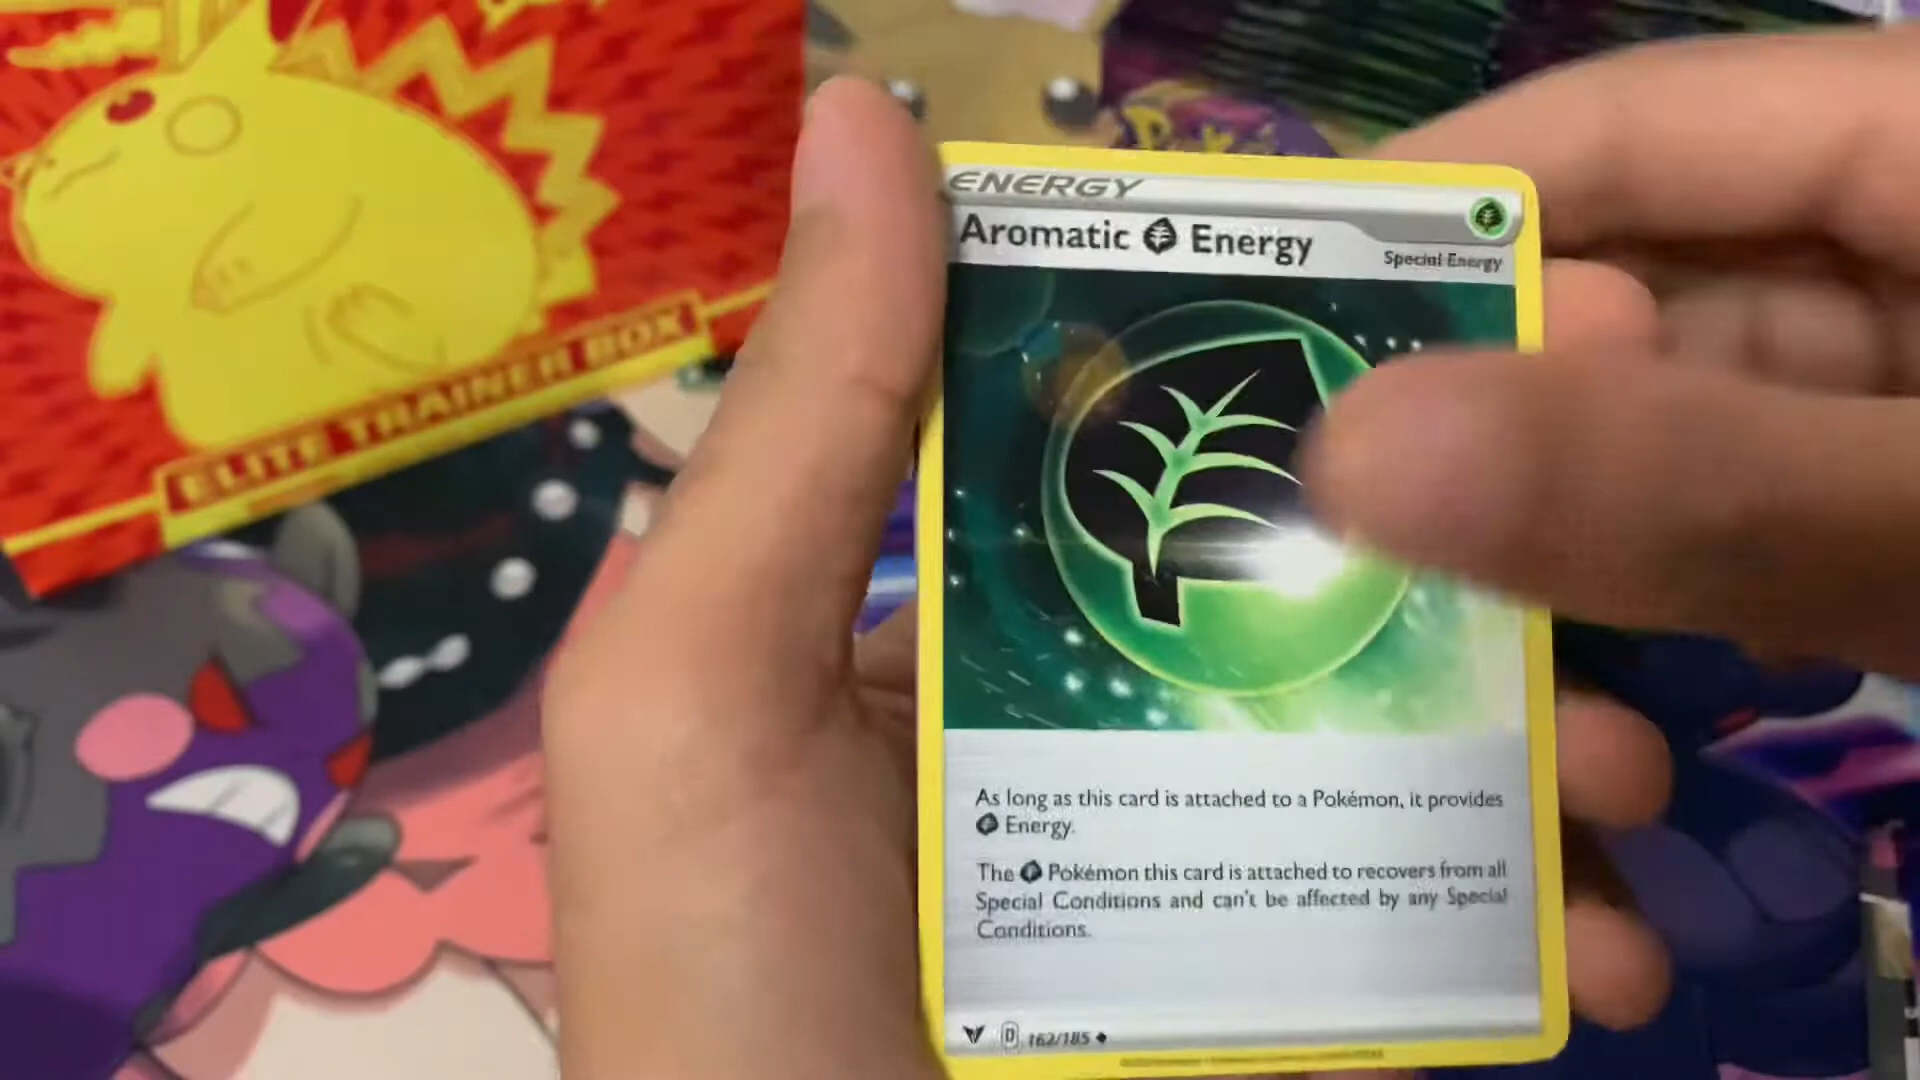 ELITE TRAINER BOX
ENERGY
Aromatic Energy
Special Energy
As long as this card is attached to a Pokémon, it provides
Energy.
The Pokémon this card is attached to recovers from all
Special Conditions and can't be affected by any Special
Conditions.
D 162/185